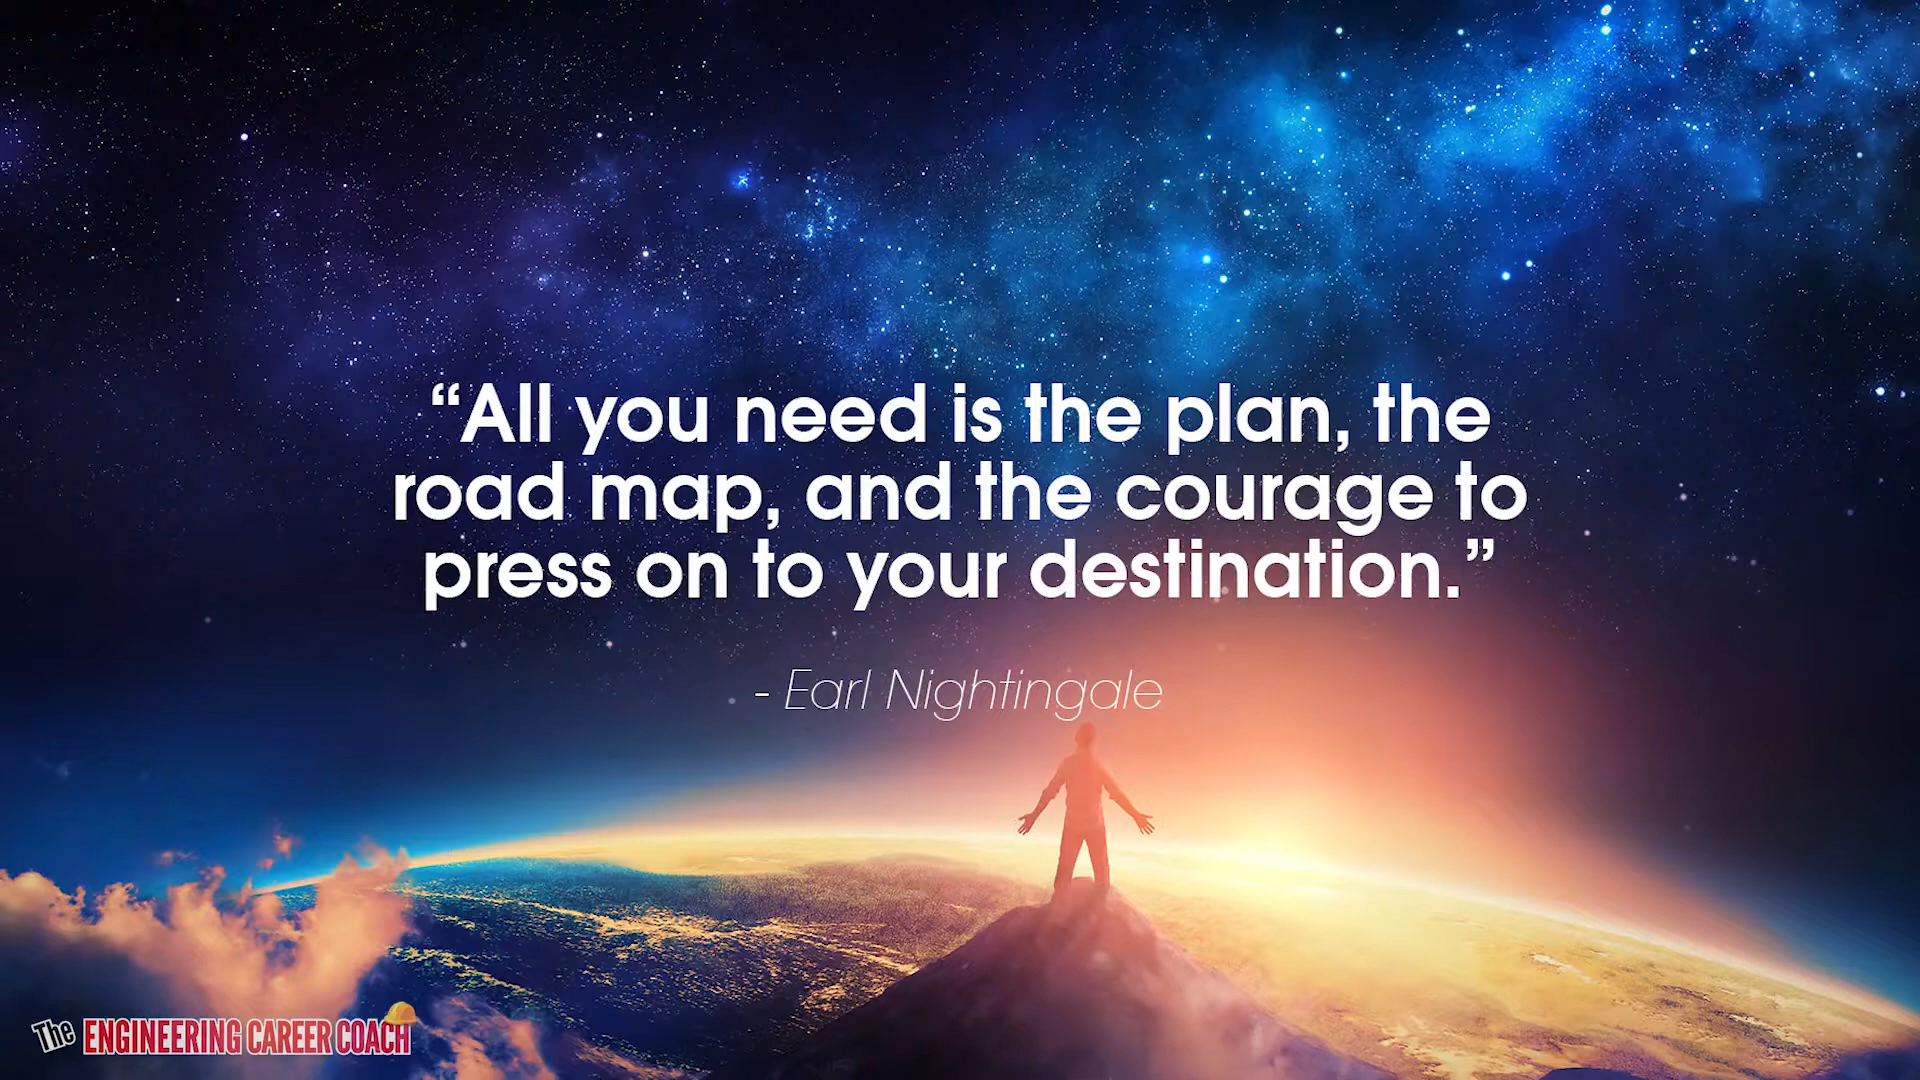 “All you need is the plan, the
road map, and the courage to
press on to your destination.”
- Earl Nightingale
The ENGINEERING CAREER COACH